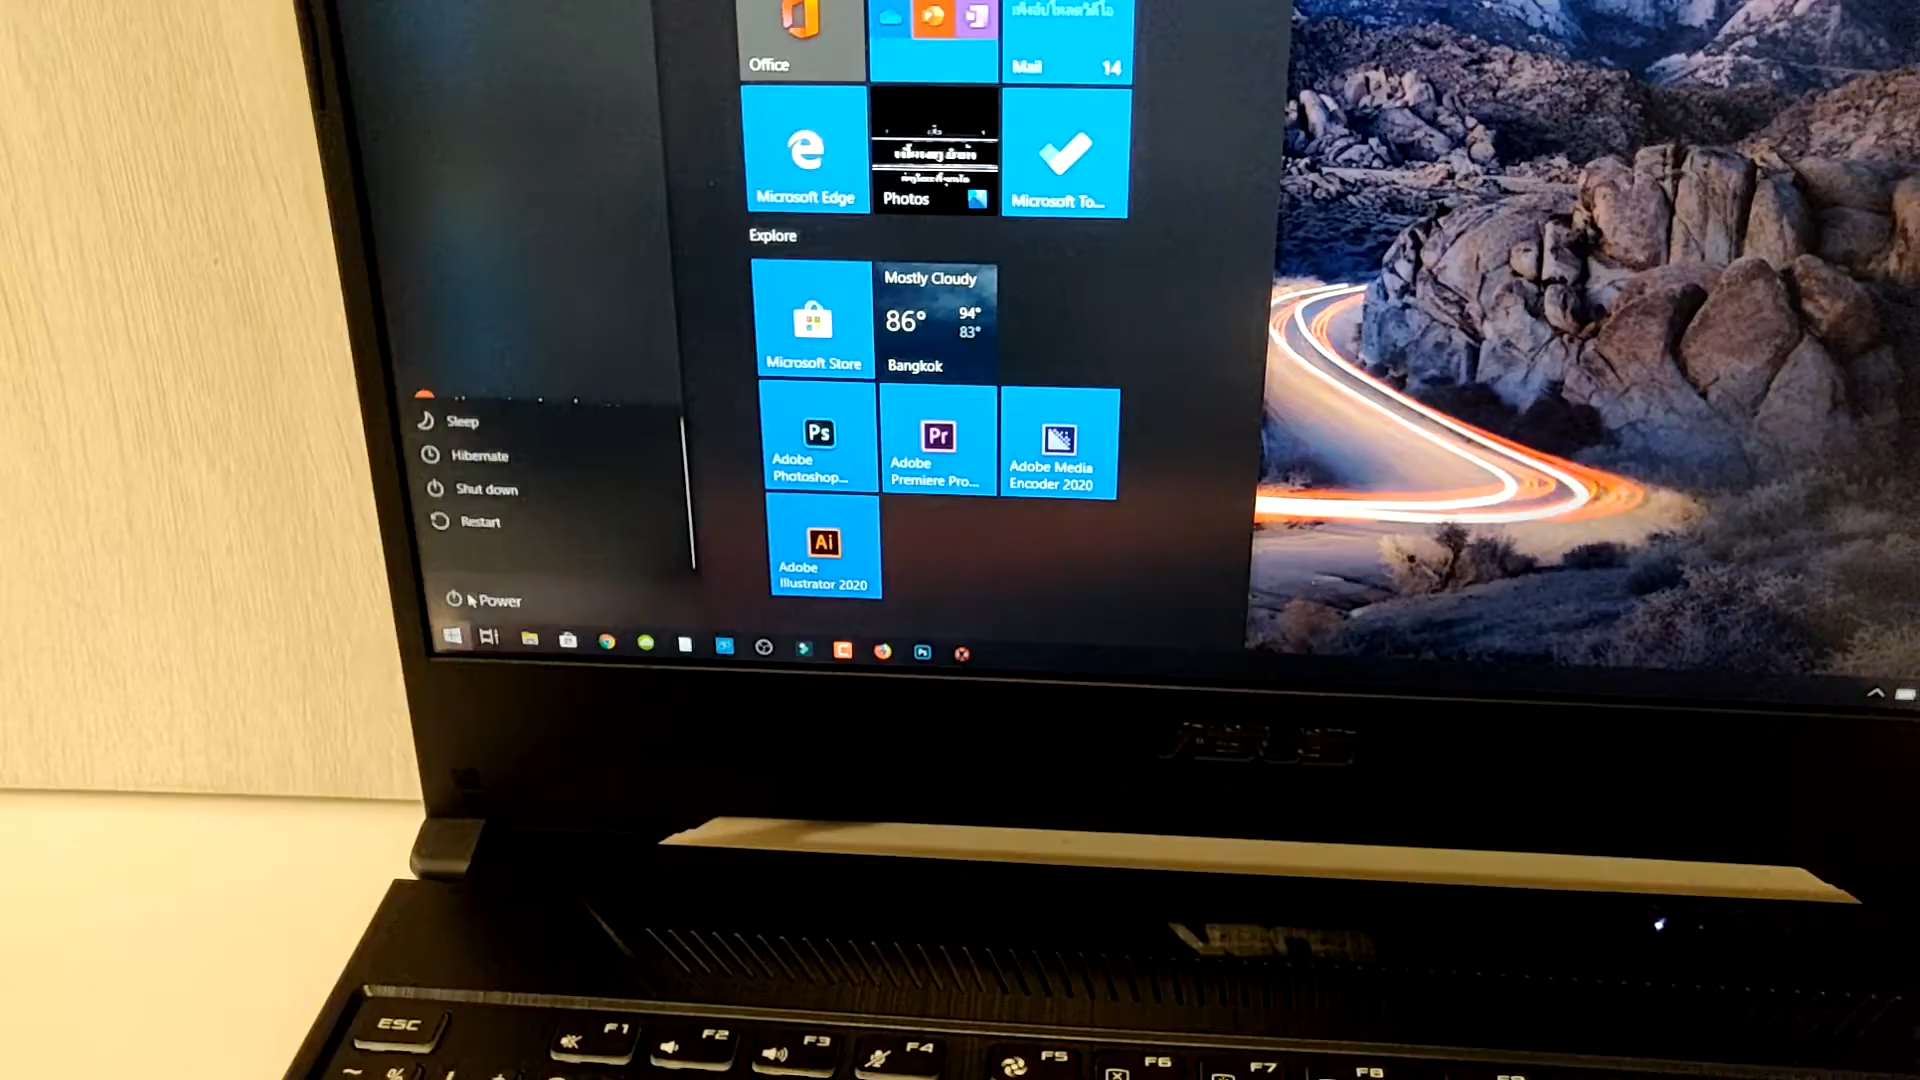 Office
Mail 14
Microsoft Edge
Photos
Microsoft To...
Explore
Microsoft Store
Mostly Cloudy
86°
94°
83°
Bangkok
Ps
Adobe
Photoshop...
Pr
Adobe
Premiere Pro...
Adobe Media
Encoder 2020
Ai
Adobe
Illustrator 2020
Sleep
Hibernate
Shut down
Restart
Power
Ps
ASUS
ESC
F1
F2
F3
F4
F5
F6
F7
F8
~
%